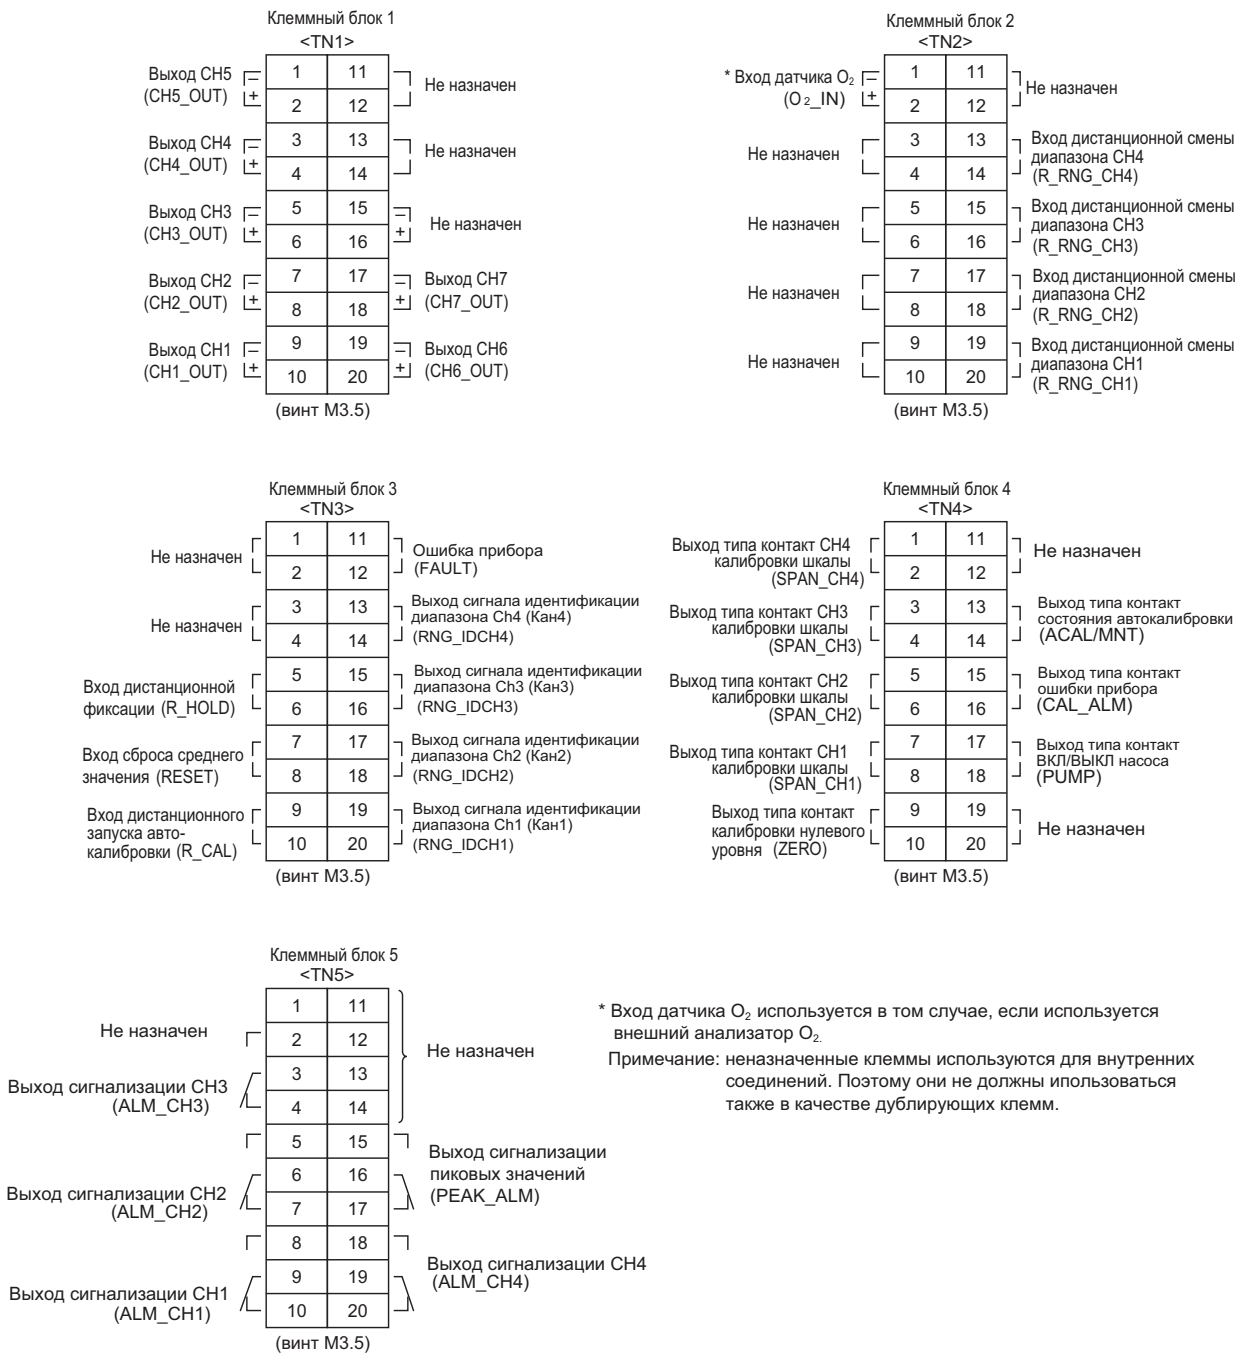 Клеммный блок 1
<TN1>
Выход CH5
(CH5_OUT)
−
+
1 11
2 12
Не назначен
Выход CH4
(CH4_OUT)
−
+
3 13
4 14
Не назначен
Выход CH3
(CH3_OUT)
−
+
5 15
6 16
−
+
Не назначен
Выход CH2
(CH2_OUT)
−
+
7 17
8 18
−
+
Выход CH7
(CH7_OUT)
Выход CH1
(CH1_OUT)
−
+
9 19
10 20
−
+
Выход CH6
(CH6_OUT)
(винт M3.5)
Клеммный блок 2
<TN2>
* Вход датчика O₂
(O₂_IN)
−
+
1 11
2 12
Не назначен
Не назначен
3 13
4 14
Вход дистанционной смены
диапазона CH4
(R_RNG_CH4)
Не назначен
5 15
6 16
Вход дистанционной смены
диапазона CH3
(R_RNG_CH3)
Не назначен
7 17
8 18
Вход дистанционной смены
диапазона CH2
(R_RNG_CH2)
Не назначен
9 19
10 20
Вход дистанционной смены
диапазона CH1
(R_RNG_CH1)
(винт M3.5)
Клеммный блок 3
<TN3>
Не назначен
1 11
2 12
Ошибка прибора
(FAULT)
Не назначен
3 13
4 14
Выход сигнала идентификации
диапазона Ch4 (Кан4)
(RNG_IDCH4)
Вход дистанционной
фиксации (R_HOLD)
5 15
6 16
Выход сигнала идентификации
диапазона Ch3 (Кан3)
(RNG_IDCH3)
Вход сброса среднего
значения (RESET)
7 17
8 18
Выход сигнала идентификации
диапазона Ch2 (Кан2)
(RNG_IDCH2)
Вход дистанционного
запуска авто-
калибровки (R_CAL)
9 19
10 20
Выход сигнала идентификации
диапазона Ch1 (Кан1)
(RNG_IDCH1)
(винт M3.5)
Клеммный блок 4
<TN4>
Выход типа контакт CH4
калибровки шкалы
(SPAN_CH4)
1 11
2 12
Не назначен
Выход типа контакт CH3
калибровки шкалы
(SPAN_CH3)
3 13
4 14
Выход типа контакт
состояния автокалибровки
(ACAL/MNT)
Выход типа контакт CH2
калибровки шкалы
(SPAN_CH2)
5 15
6 16
Выход типа контакт
ошибки прибора
(CAL_ALM)
Выход типа контакт CH1
калибровки шкалы
(SPAN_CH1)
7 17
8 18
Выход типа контакт
ВКЛ/ВЫКЛ насоса
(PUMP)
Выход типа контакт
калибровки нулевого
уровня (ZERO)
9 19
10 20
Не назначен
(винт M3.5)
Клеммный блок 5
<TN5>
Не назначен
1 11
2 12
Выход сигнализации CH3
(ALM_CH3)
3 13
4 14
Не назначен
Выход сигнализации CH2
(ALM_CH2)
5 15
6 16
7 17
Выход сигнализации
пиковых значений
(PEAK_ALM)
Выход сигнализации CH1
(ALM_CH1)
8 18
9 19
10 20
Выход сигнализации CH4
(ALM_CH4)
(винт M3.5)
* Вход датчика O₂ используется в том случае, если используется
внешний анализатор O₂.
Примечание: неназначенные клеммы используются для внутренних
соединений. Поэтому они не должны ипользоваться
также в качестве дублирующих клемм.